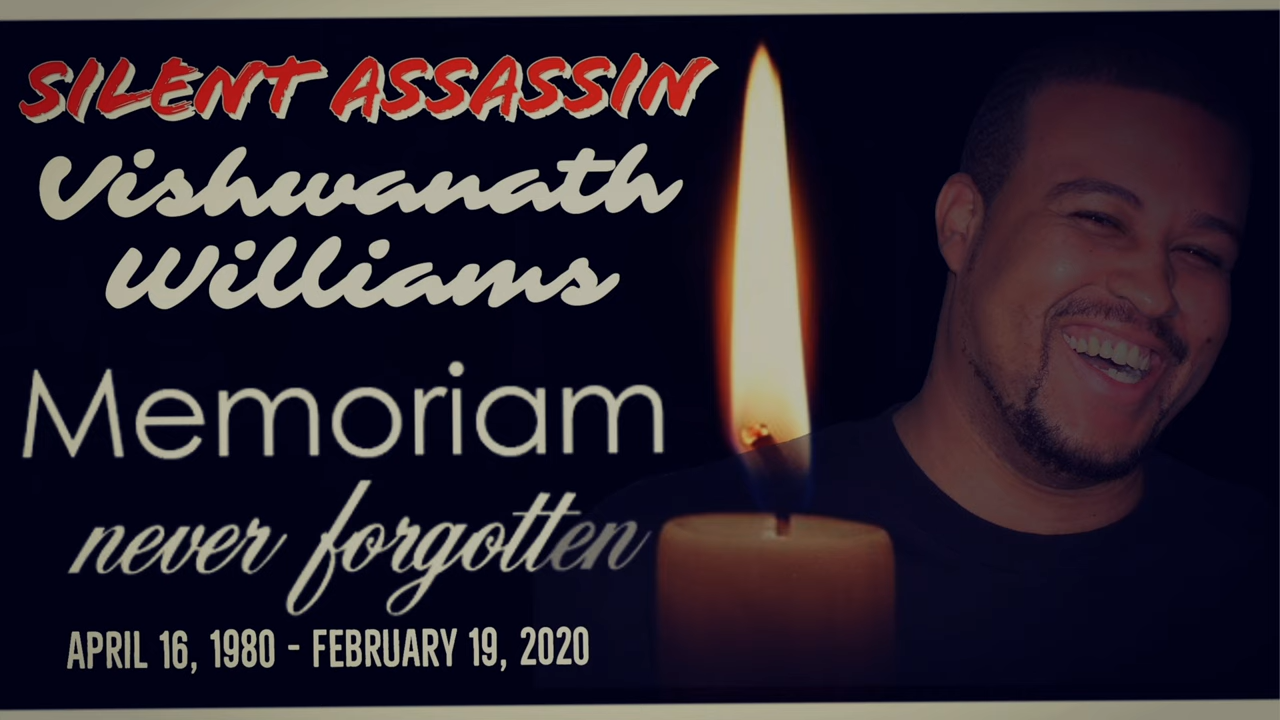 SILENT ASSASSIN
Vishwanath
Williams
Memoriam
never forgotten
APRIL 16, 1980 - FEBRUARY 19, 2020